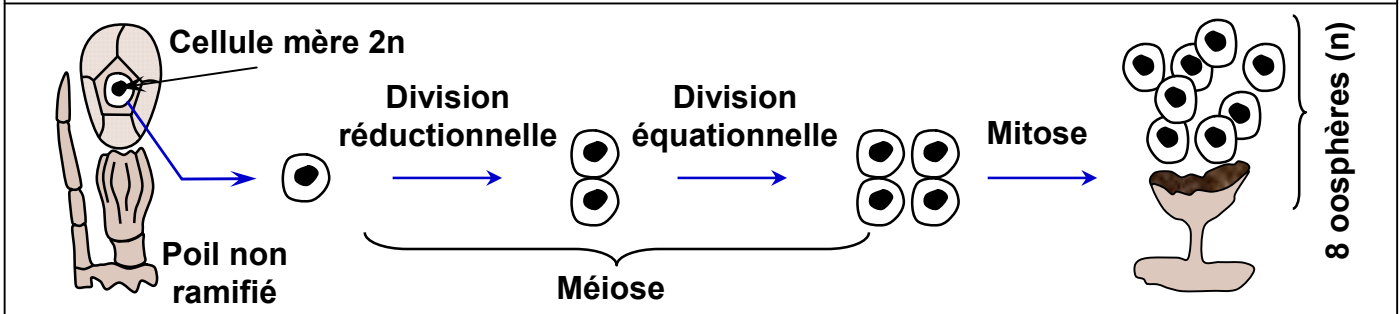 Cellule mère 2n
Division
réductionnelle
Division
équationnelle
Mitose
8 oosphères (n)
Poil non
ramifié
Méiose